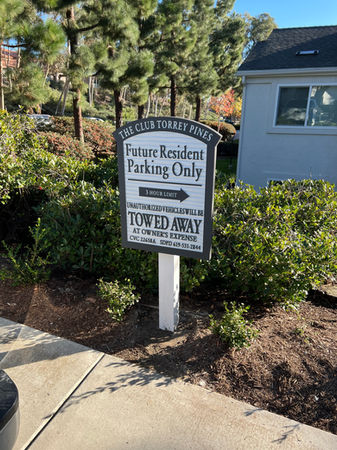 THE CLUB TORREY PINES
Future Resident
Parking Only
3 HOUR LIMIT
UNAUTHORIZED VEHICLES WILL BE
TOWED AWAY
AT OWNER'S EXPENSE
CVC 22658A SDPD 619-531-2844